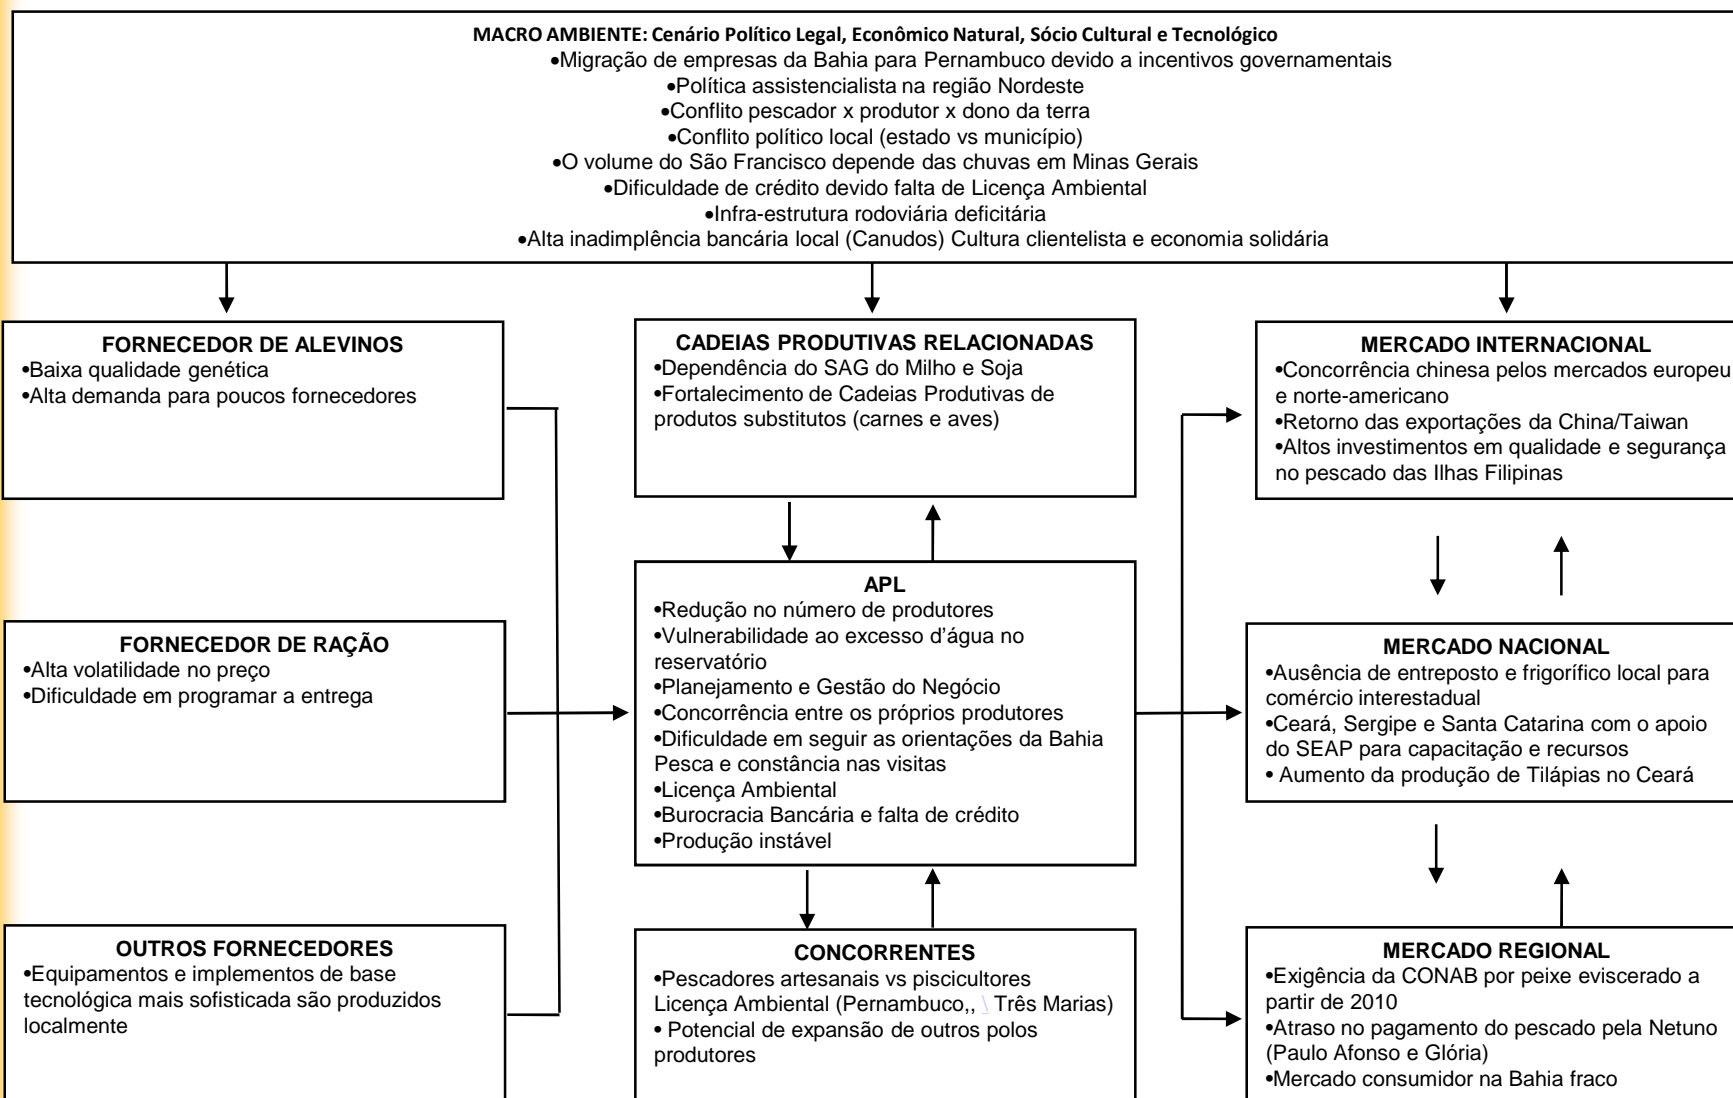 MACRO AMBIENTE: Cenário Político Legal, Econômico Natural, Sócio Cultural e Tecnológico
•Migração de empresas da Bahia para Pernambuco devido a incentivos governamentais
•Política assistencialista na região Nordeste
•Conflito pescador x produtor x dono da terra
•Conflito político local (estado vs município)
•O volume do São Francisco depende das chuvas em Minas Gerais
•Dificuldade de crédito devido falta de Licença Ambiental
•Infra-estrutura rodoviária deficitária
•Alta inadimplência bancária local (Canudos) Cultura clientelista e economia solidária
FORNECEDOR DE ALEVINOS
•Baixa qualidade genética
•Alta demanda para poucos fornecedores
CADEIAS PRODUTIVAS RELACIONADAS
•Dependência do SAG do Milho e Soja
•Fortalecimento de Cadeias Produtivas de
produtos substitutos (carnes e aves)
MERCADO INTERNACIONAL
•Concorrência chinesa pelos mercados europeu
e norte-americano
•Retorno das exportações da China/Taiwan
•Altos investimentos em qualidade e segurança
no pescado das Ilhas Filipinas
FORNECEDOR DE RAÇÃO
•Alta volatilidade no preço
•Dificuldade em programar a entrega
APL
•Redução no número de produtores
•Vulnerabilidade ao excesso d'água no
reservatório
•Planejamento e Gestão do Negócio
•Concorrência entre os próprios produtores
•Dificuldade em seguir as orientações da Bahia
Pesca e constância nas visitas
•Licença Ambiental
•Burocracia Bancária e falta de crédito
•Produção instável
MERCADO NACIONAL
•Ausência de entreposto e frigorífico local para
comércio interestadual
•Ceará, Sergipe e Santa Catarina com o apoio
do SEAP para capacitação e recursos
• Aumento da produção de Tilápias no Ceará
OUTROS FORNECEDORES
•Equipamentos e implementos de base
tecnológica mais sofisticada são produzidos
localmente
CONCORRENTES
•Pescadores artesanais vs piscicultores
Licença Ambiental (Pernambuco,, \ Três Marias)
• Potencial de expansão de outros polos
produtores
MERCADO REGIONAL
•Exigência da CONAB por peixe eviscerado a
partir de 2010
•Atraso no pagamento do pescado pela Netuno
(Paulo Afonso e Glória)
•Mercado consumidor na Bahia fraco